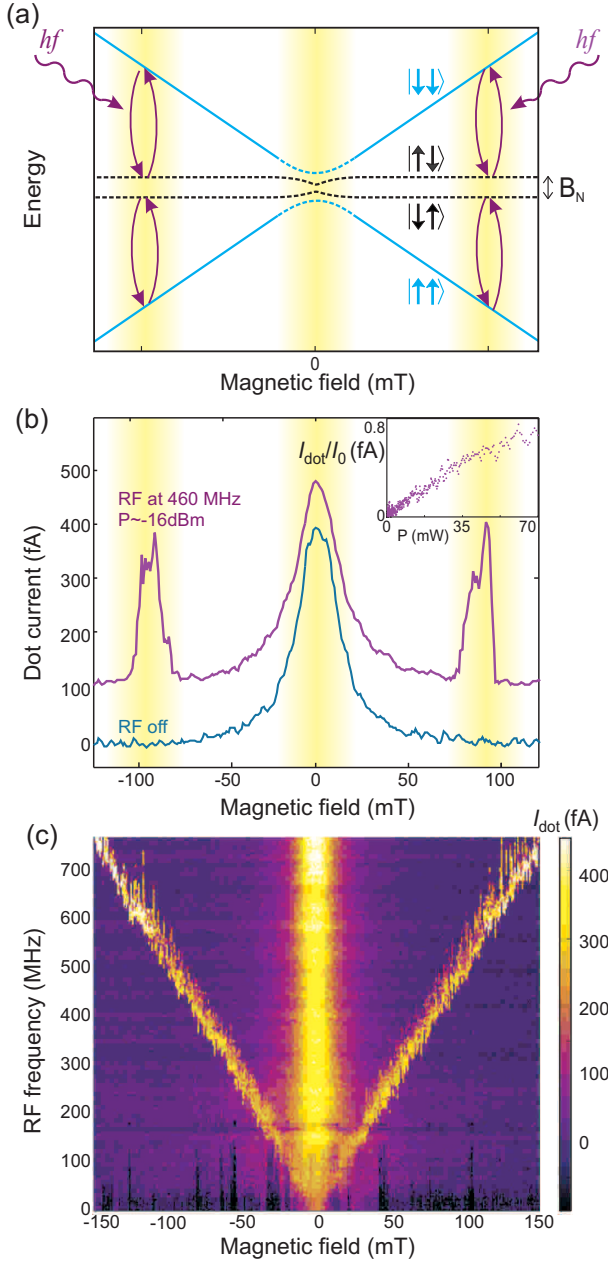 (a)
hf
hf
|↓↓⟩
|↑↓⟩
B_N
|↓↑⟩
|↑↑⟩
Energy
0
Magnetic field (mT)
(b)
I_dot/I_0 (fA)
0.8
0
0
35
70
P (mW)
500
400
300
200
100
0
RF at 460 MHz
P~-16dBm
RF off
Dot current (fA)
-100
-50
0
50
100
Magnetic field (mT)
(c)
I_dot (fA)
700
600
500
400
300
200
100
0
RF frequency (MHz)
400
300
200
100
0
-150
-100
-50
0
50
100
150
Magnetic field (mT)